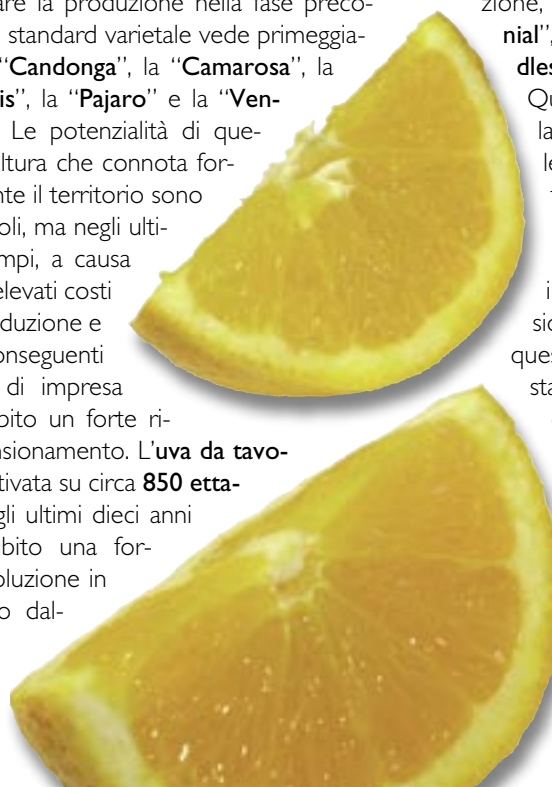 are la produzione nella fase preco-
standard varietale vede primeggia-
“Candonga”, la “Camarosa”, la
is”, la “Pajaro” e la “Ven-
Le potenzialità di que-
ltura che connota for-
nte il territorio sono
oli, ma negli ulti-
mpi, a causa
elevati costi
duzione e
onseguenti
di impresa
bito un forte ri-
nsionamento. L’uva da tavo-
tivata su circa 850 etta-
gli ultimi dieci anni
bito una for-
oluzione in
o dal-
zione,
nial”,
dles
Qu
la
le
i
sic
ques
sta